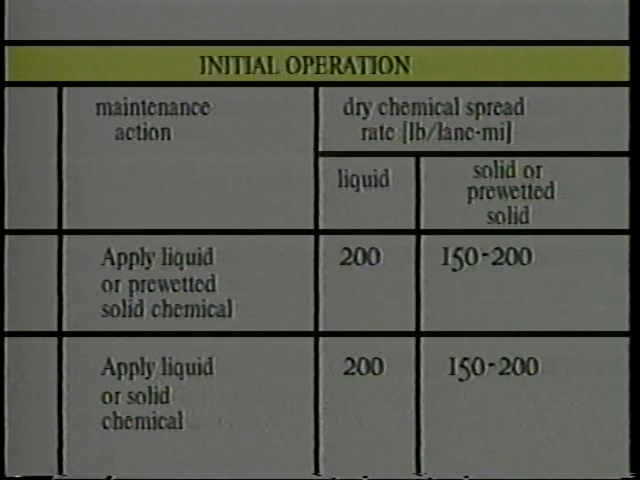 INITIAL OPERATION
maintenance
action
dry chemical spread
rate [lb/lane-mi]
liquid
solid or
prewetted
solid
Apply liquid
or prewetted
solid chemical
200
150-200
Apply liquid
or solid
chemical
200
150-200